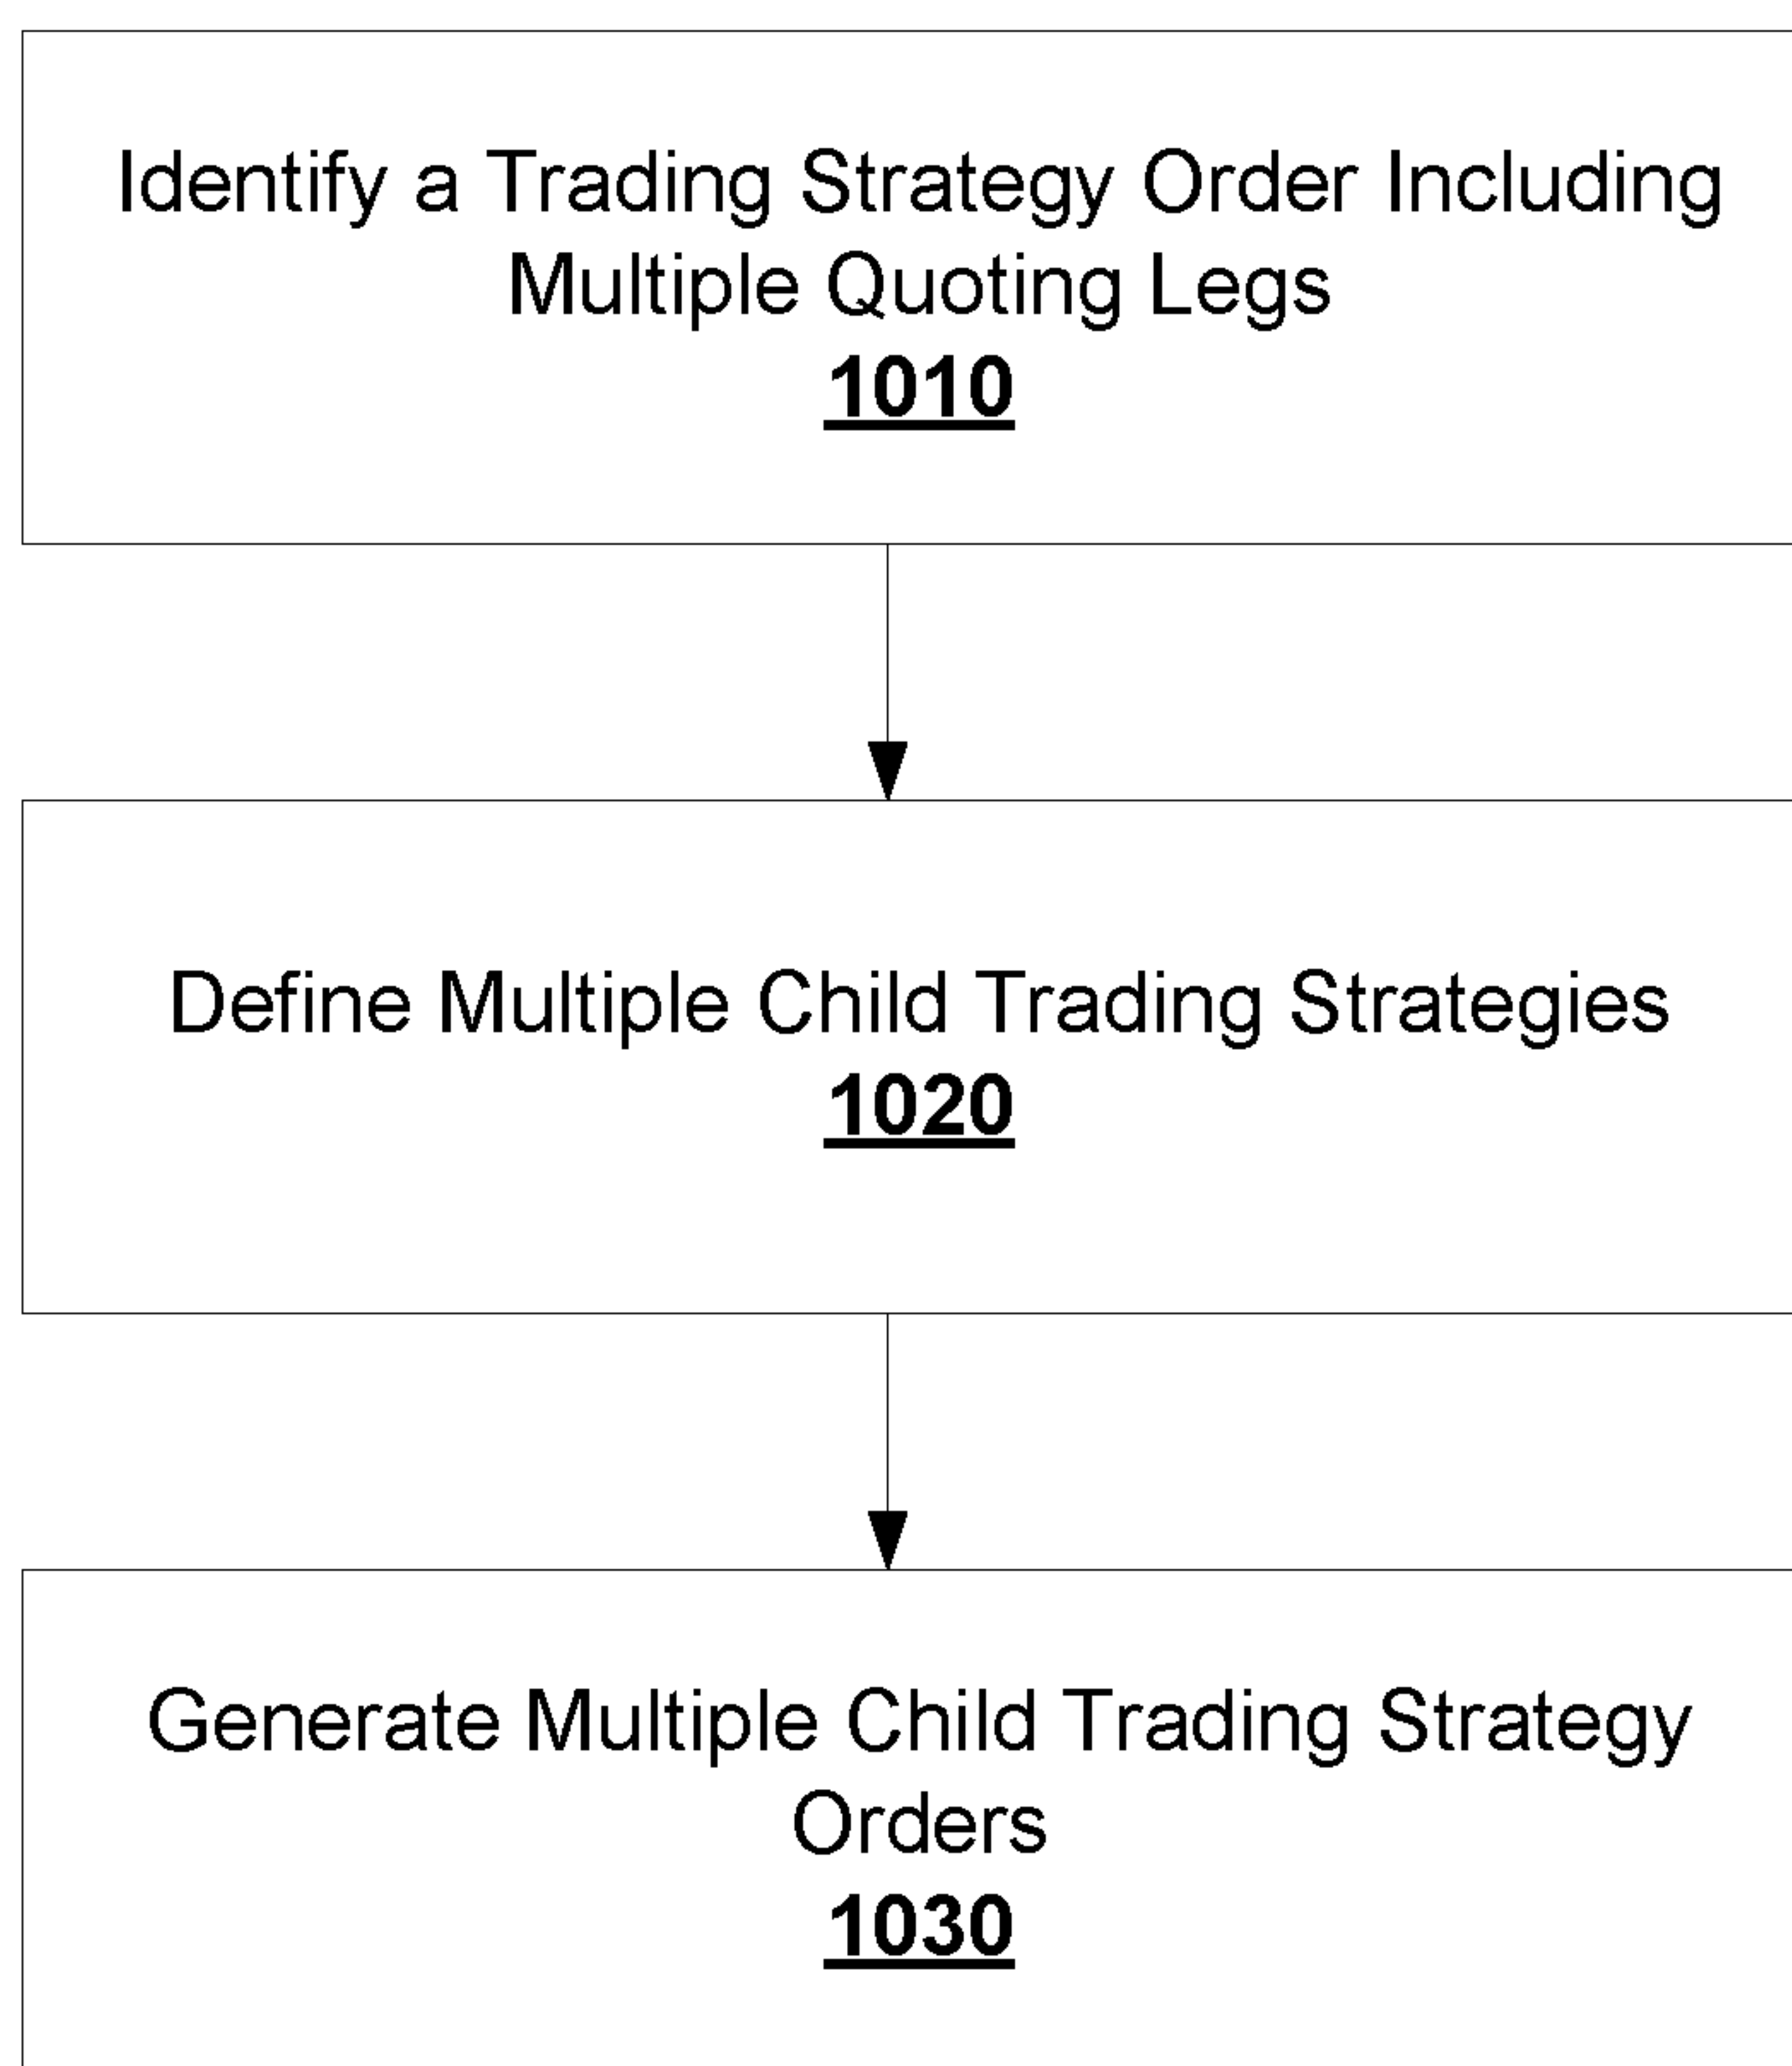 Identify a Trading Strategy Order Including
Multiple Quoting Legs
1010
Define Multiple Child Trading Strategies
1020
Generate Multiple Child Trading Strategy
Orders
1030